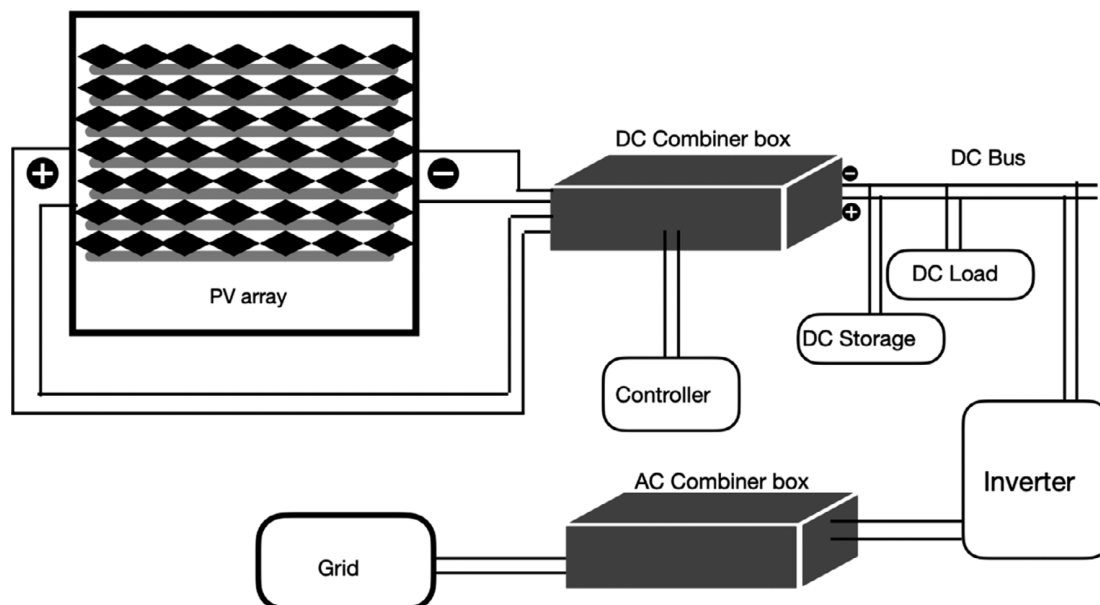 DC Combiner box
DC Bus
+
−
−
+
DC Load
PV array
DC Storage
Controller
AC Combiner box
Inverter
Grid